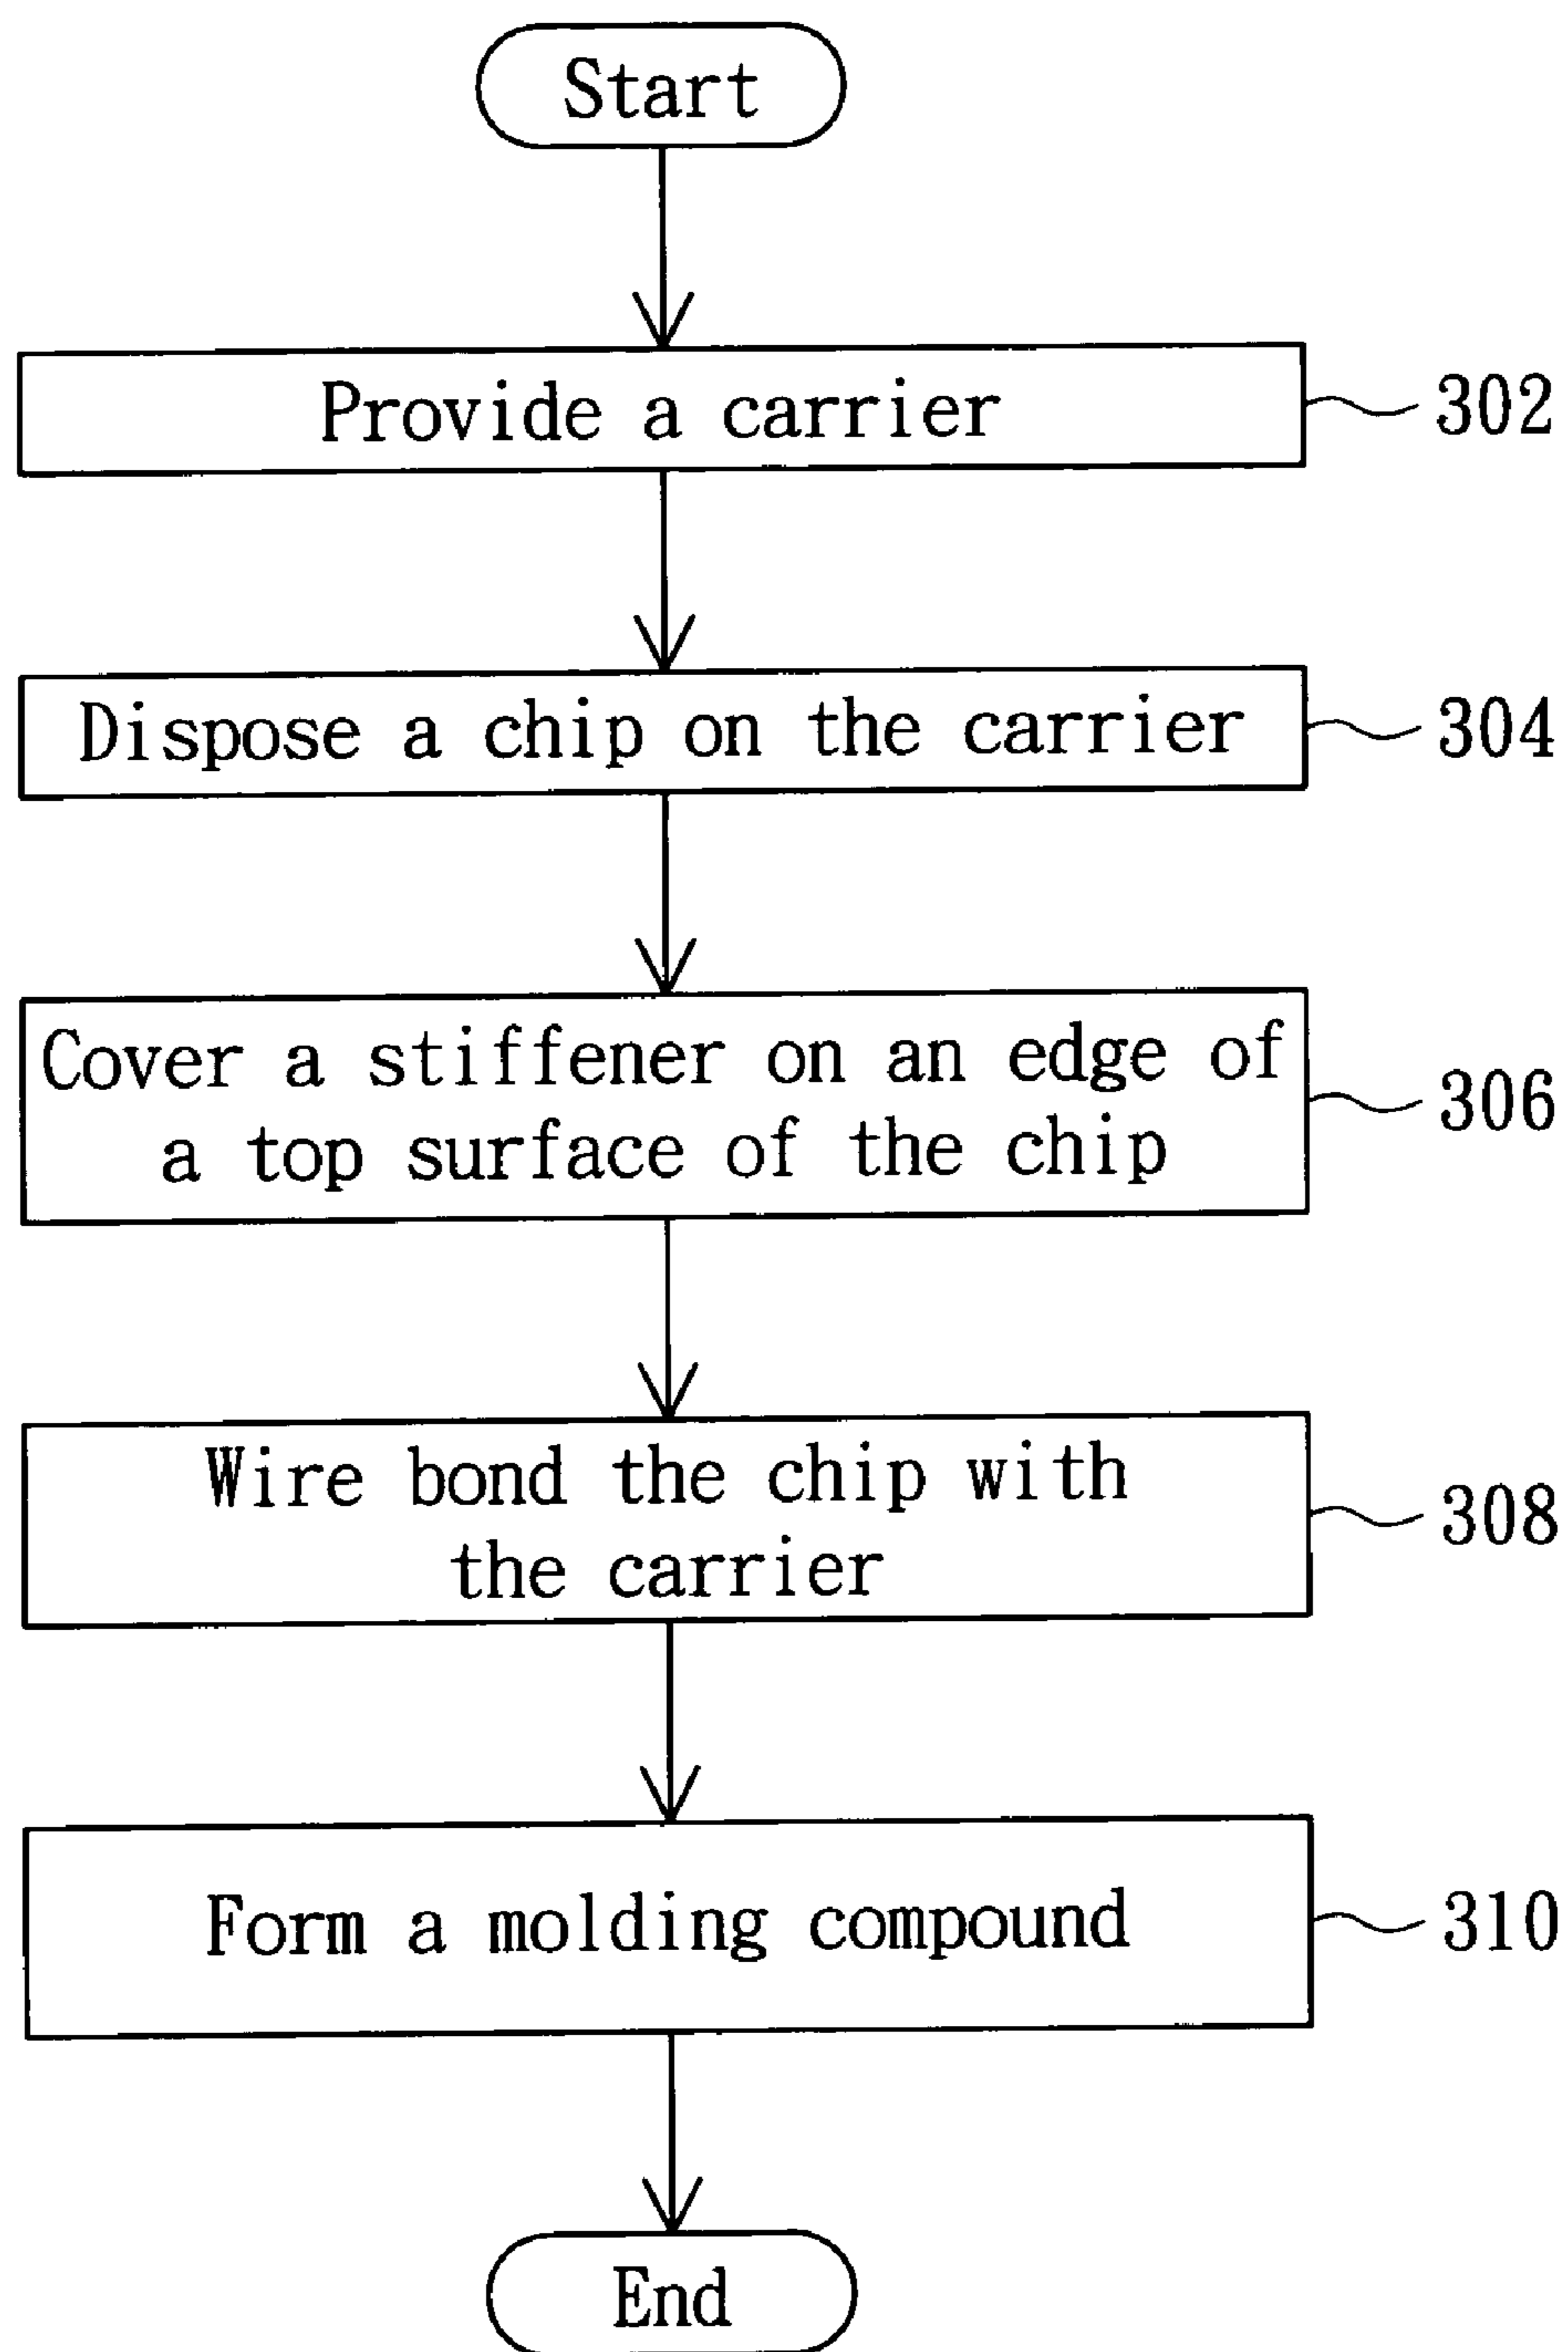 Start
Provide a carrier
302
Dispose a chip on the carrier
304
Cover a stiffener on an edge of
a top surface of the chip
306
Wire bond the chip with
the carrier
308
Form a molding compound
310
End